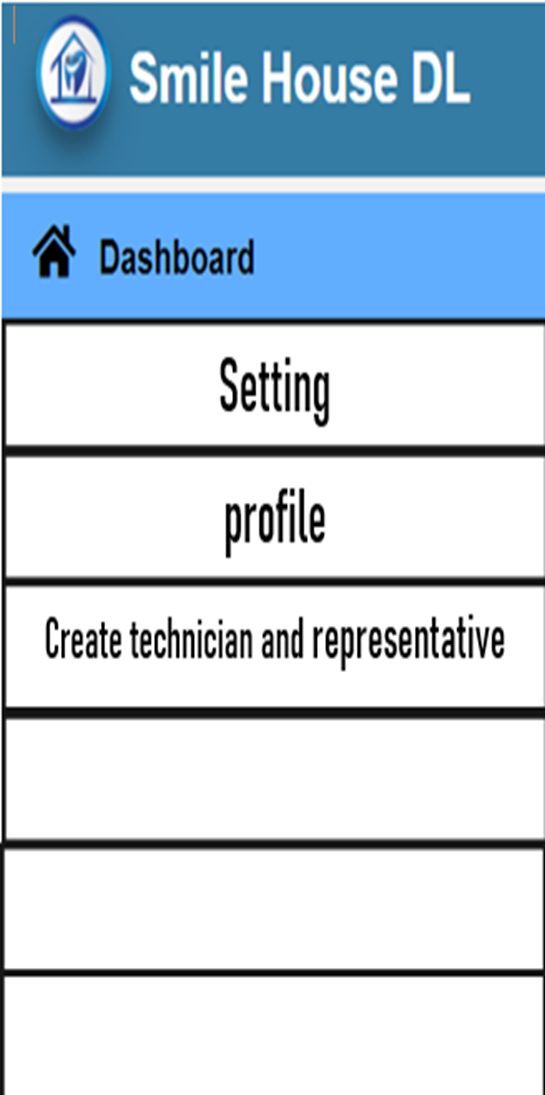 Smile House DL
Dashboard
Setting
profile
Create technician and representative